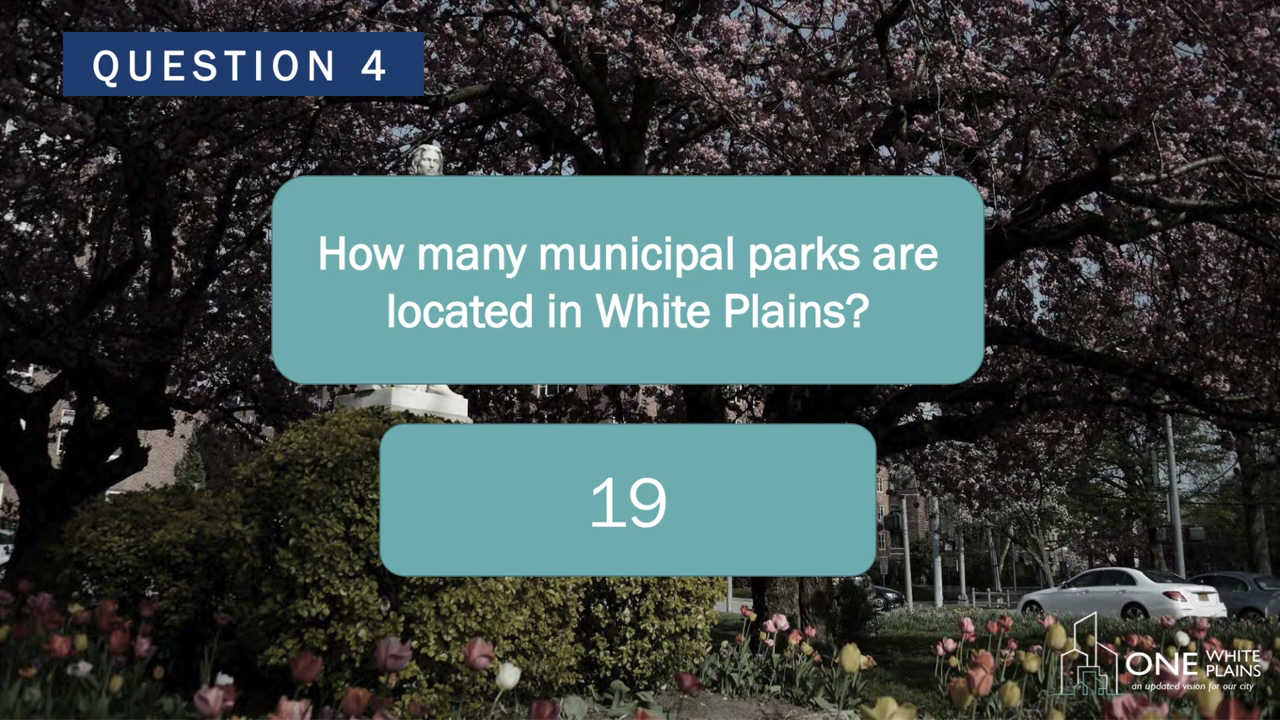 QUESTION 4
How many municipal parks are
located in White Plains?
19
ONE WHITE
PLAINS
an updated vision for our city